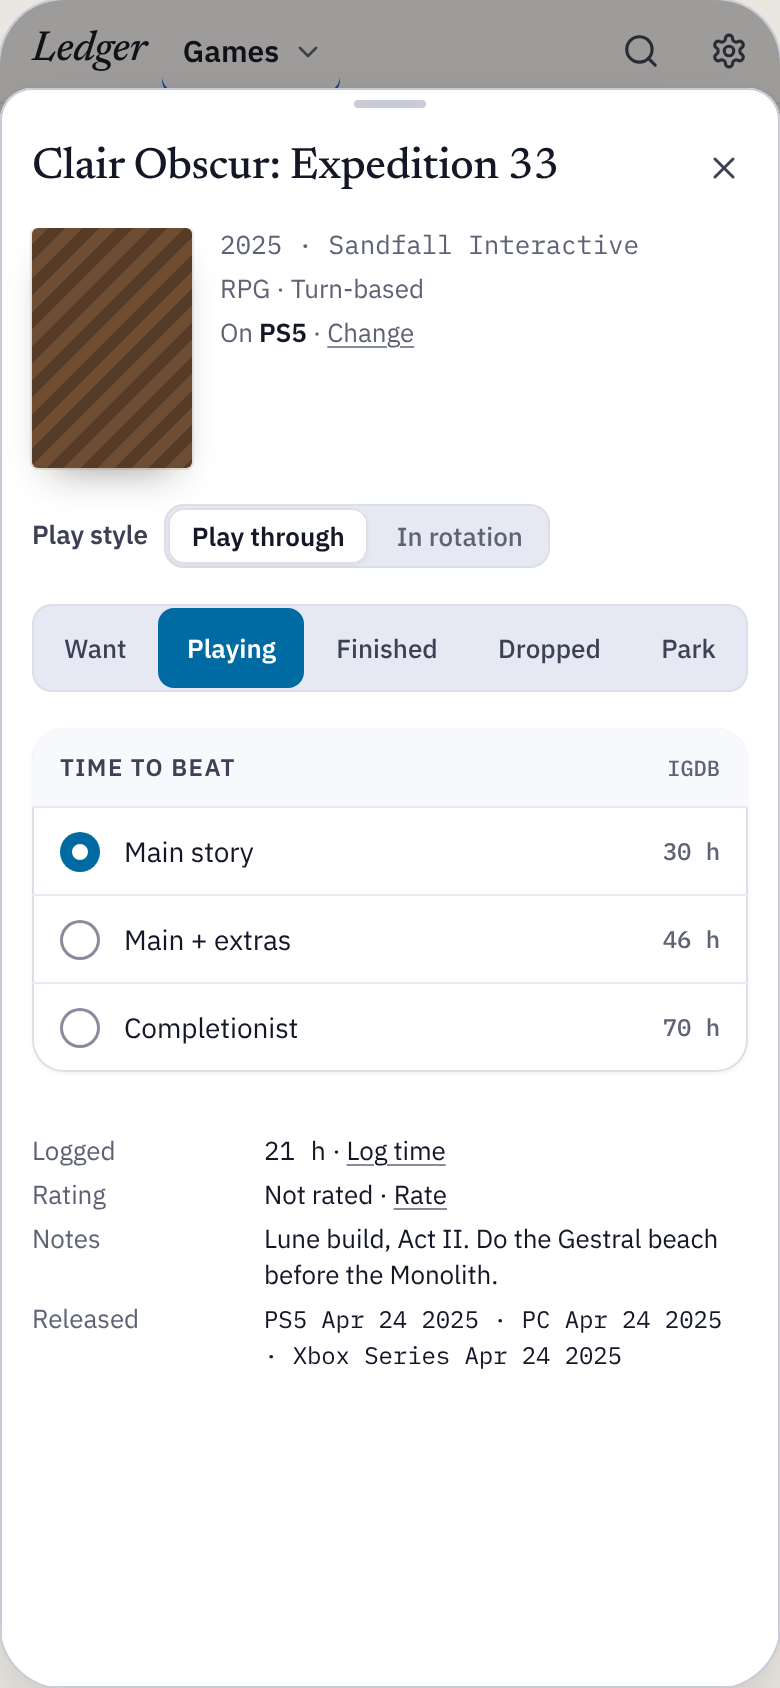 Ledger Games
Clair Obscur: Expedition 33
2025 · Sandfall Interactive
RPG · Turn-based
On PS5 · Change
Play style Play through In rotation
Want Playing Finished Dropped Park
TIME TO BEAT IGDB
Main story 30 h
Main + extras 46 h
Completionist 70 h
Logged 21 h · Log time
Rating Not rated · Rate
Notes Lune build, Act II. Do the Gestral beach
before the Monolith.
Released PS5 Apr 24 2025 · PC Apr 24 2025
· Xbox Series Apr 24 2025